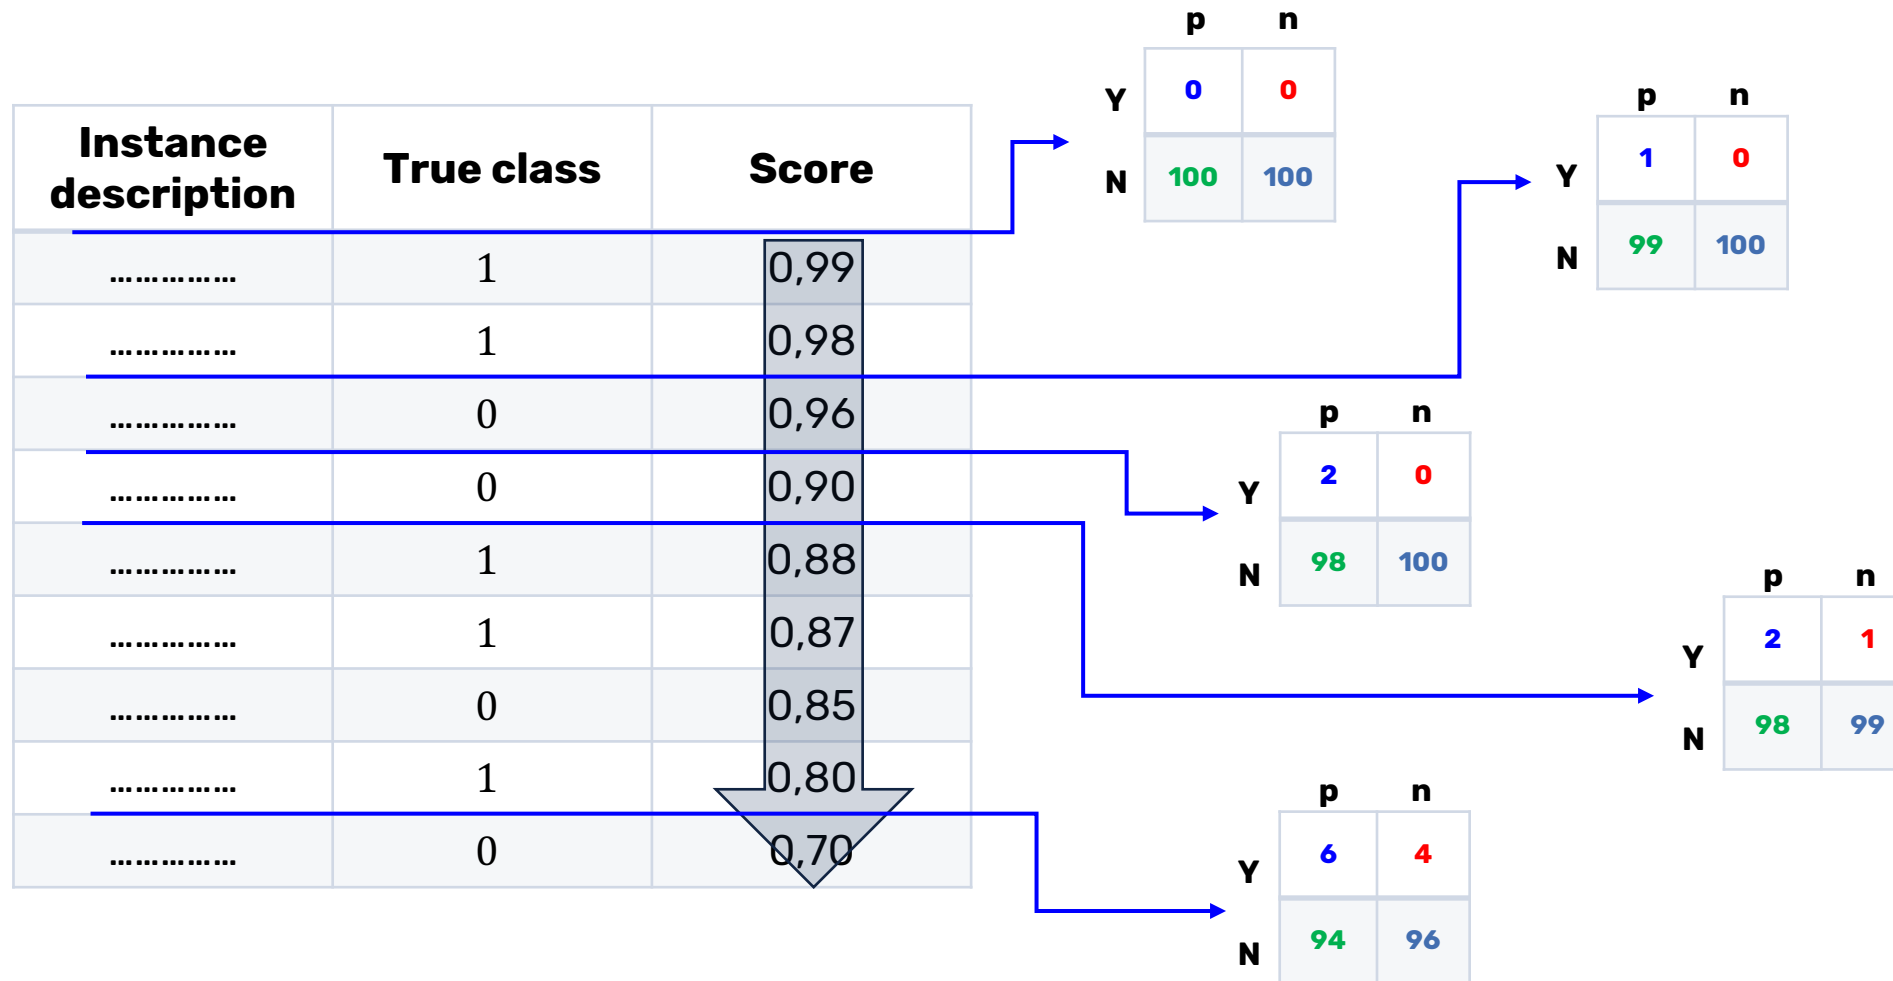 Instance description
True class
Score
…………… 1 0,99
…………… 1 0,98
…………… 0 0,96
…………… 0 0,90
…………… 1 0,88
…………… 1 0,87
…………… 0 0,85
…………… 1 0,80
…………… 0 0,70
p n
Y 0 0
N 100 100
p n
Y 1 0
N 99 100
p n
Y 2 0
N 98 100
p n
Y 2 1
N 98 99
p n
Y 6 4
N 94 96